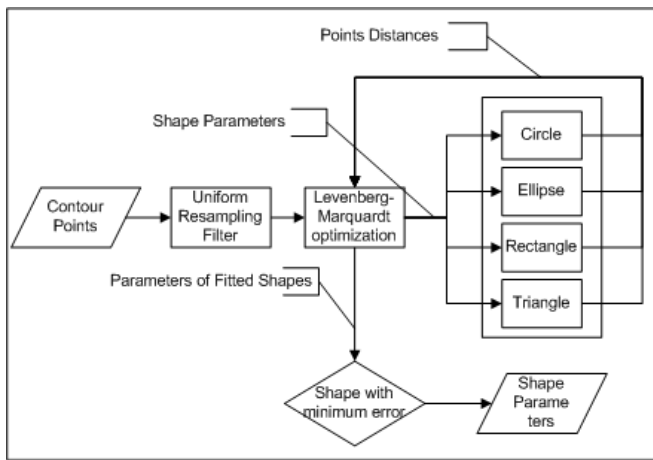 Points Distances
Shape Parameters
Circle
Ellipse
Rectangle
Triangle
Contour
Points
Uniform
Resampling
Filter
Levenberg-
Marquardt
optimization
Parameters of Fitted Shapes
Shape with
minimum error
Shape
Parame
ters